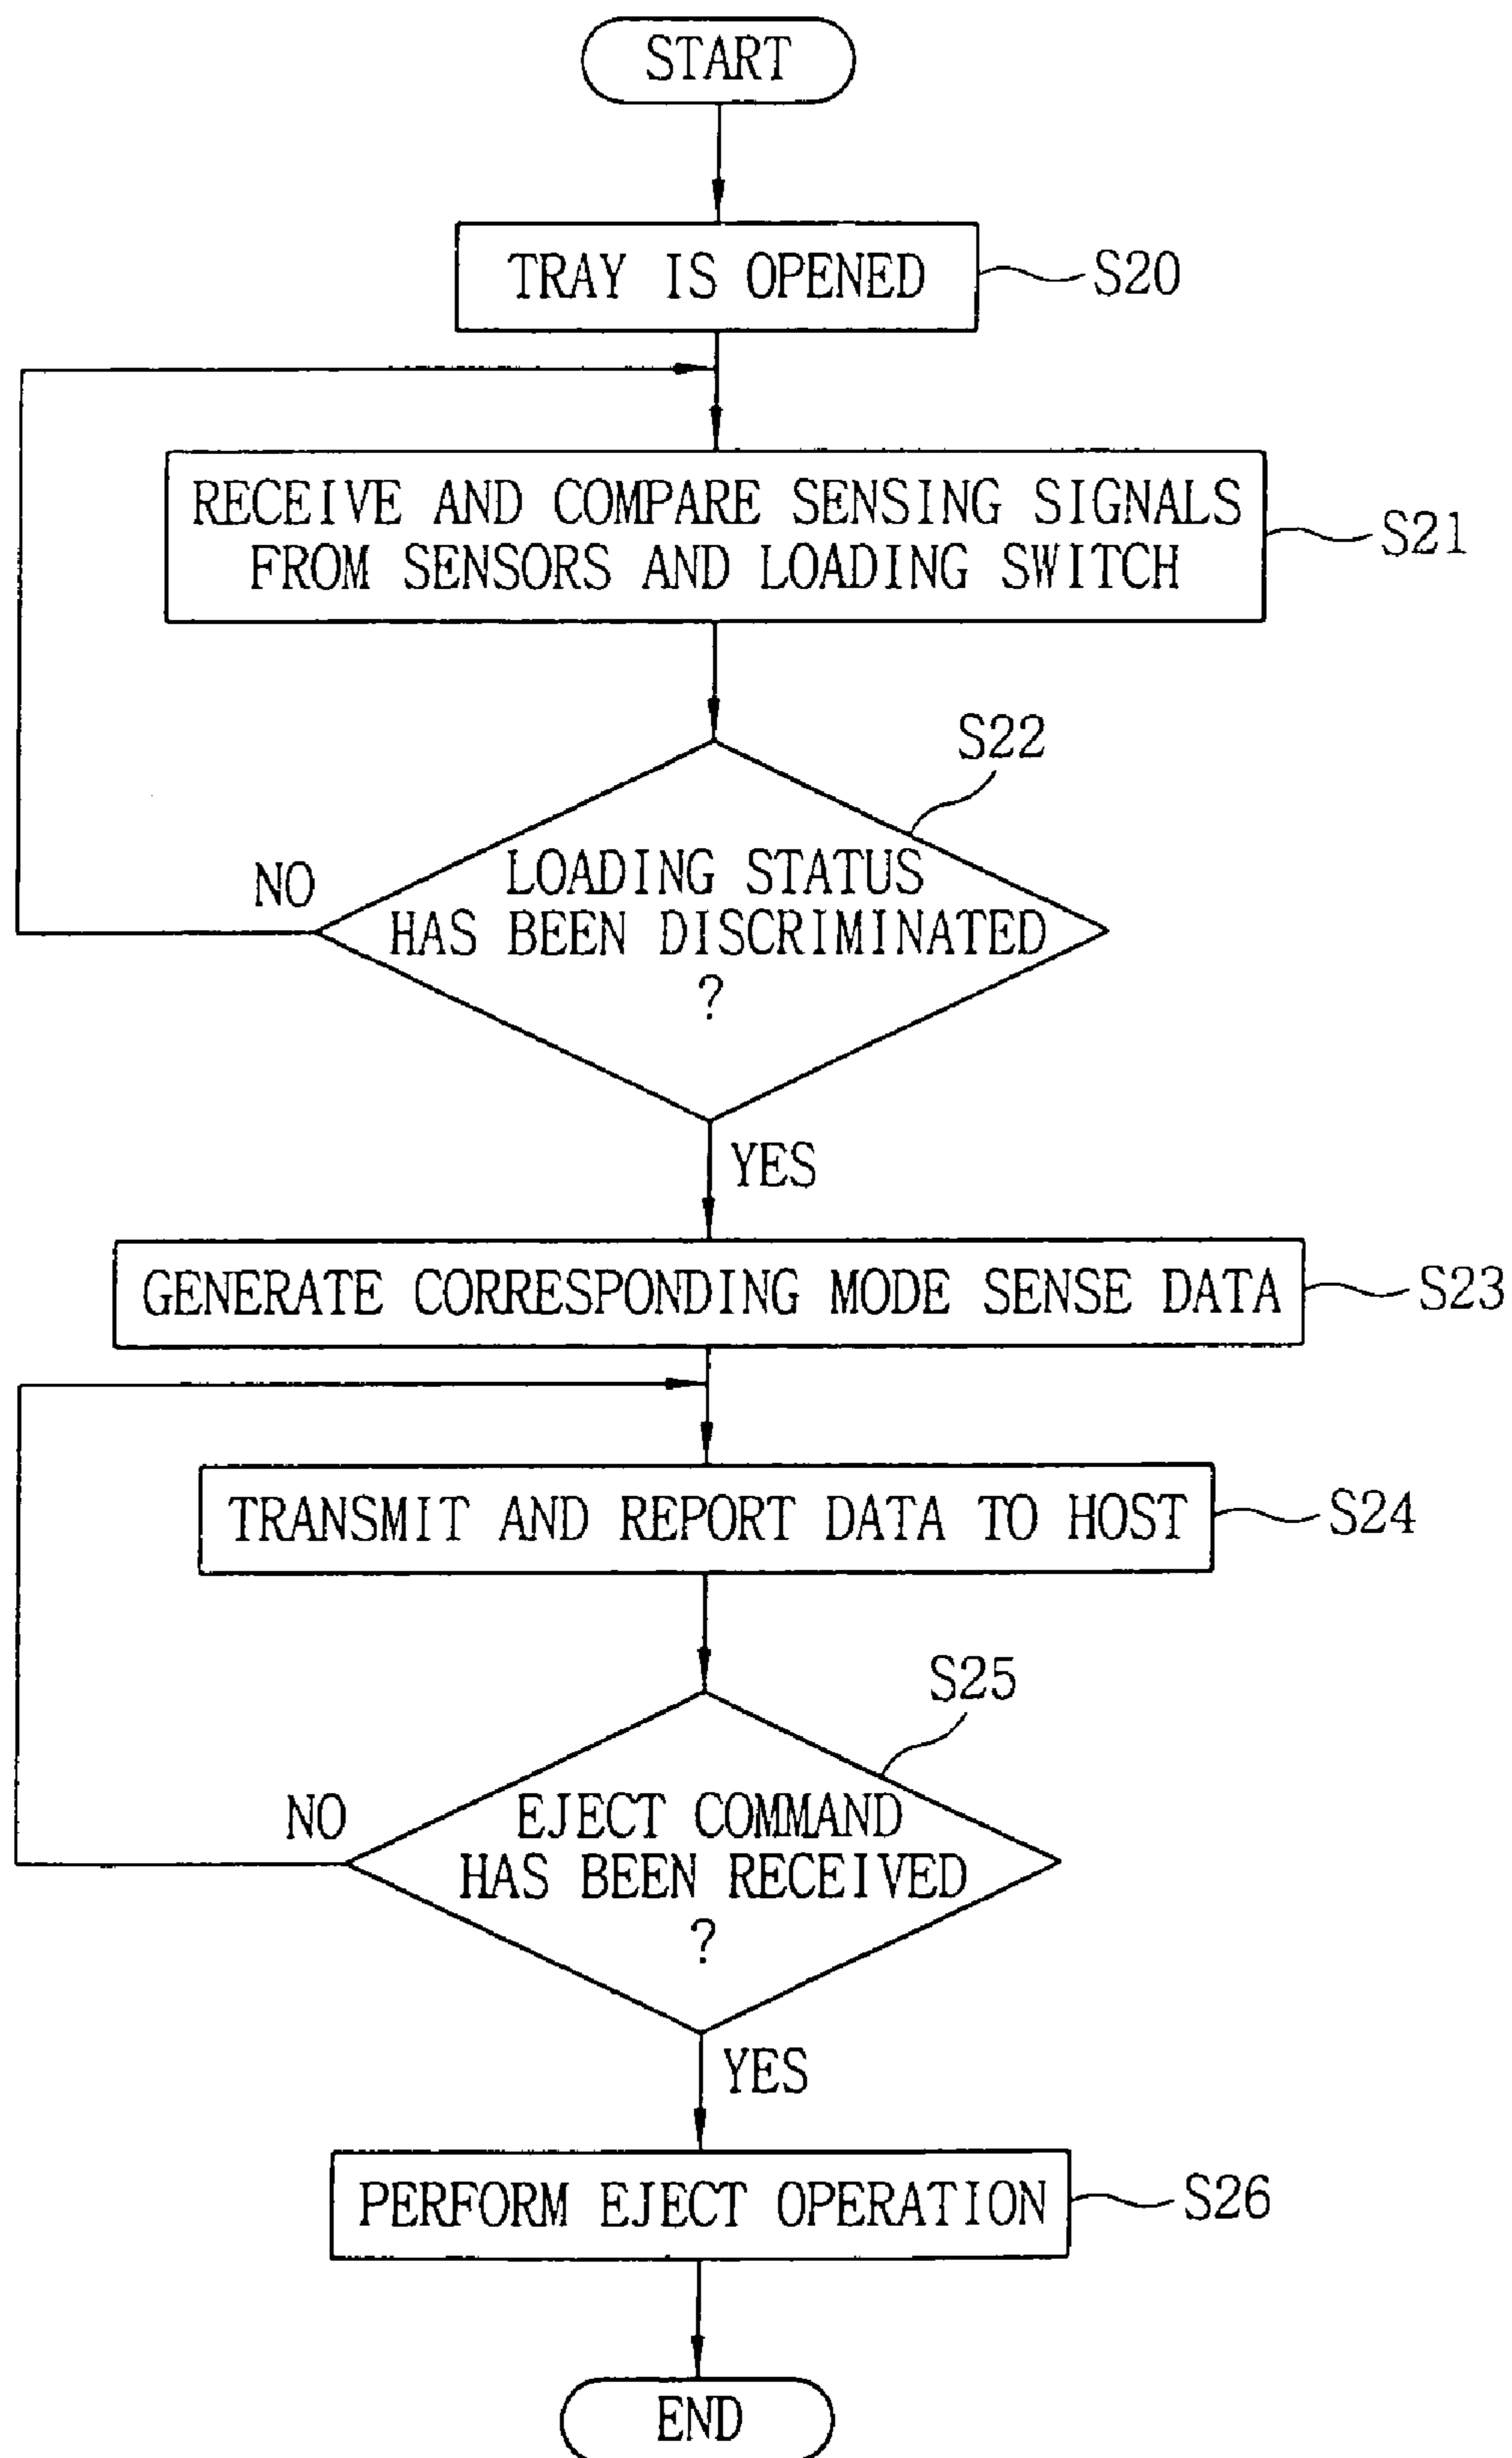 START
TRAY IS OPENED
S20
RECEIVE AND COMPARE SENSING SIGNALS
FROM SENSORS AND LOADING SWITCH
S21
S22
LOADING STATUS
HAS BEEN DISCRIMINATED
?
NO
YES
GENERATE CORRESPONDING MODE SENSE DATA
S23
TRANSMIT AND REPORT DATA TO HOST
S24
S25
EJECT COMMAND
HAS BEEN RECEIVED
?
NO
YES
PERFORM EJECT OPERATION
S26
END